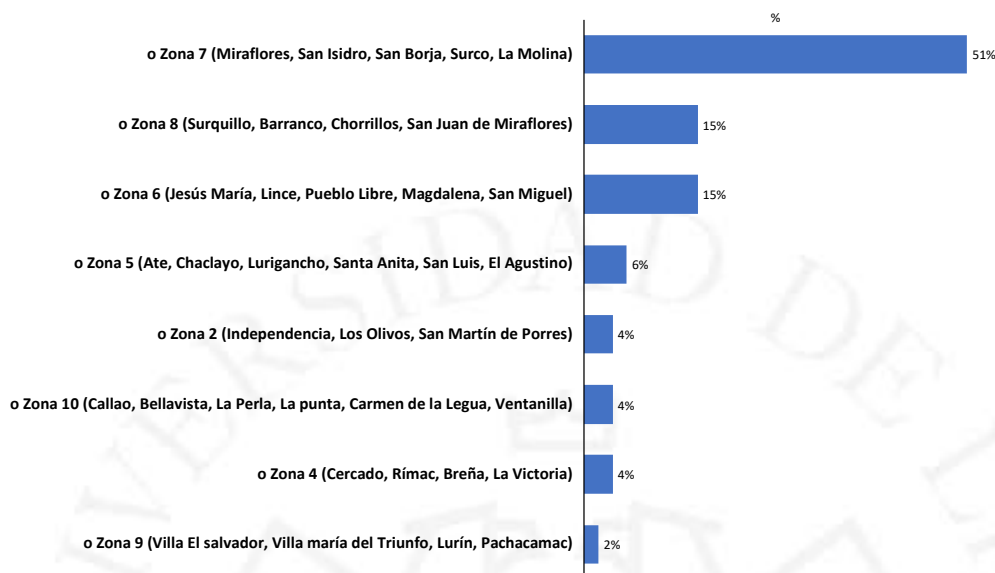 %
o Zona 7 (Miraflores, San Isidro, San Borja, Surco, La Molina) 51%
o Zona 8 (Surquillo, Barranco, Chorrillos, San Juan de Miraflores) 15%
o Zona 6 (Jesús María, Lince, Pueblo Libre, Magdalena, San Miguel) 15%
o Zona 5 (Ate, Chaclayo, Lurigancho, Santa Anita, San Luis, El Agustino) 6%
o Zona 2 (Independencia, Los Olivos, San Martín de Porres) 4%
o Zona 10 (Callao, Bellavista, La Perla, La punta, Carmen de la Legua, Ventanilla) 4%
o Zona 4 (Cercado, Rímac, Breña, La Victoria) 4%
o Zona 9 (Villa El salvador, Villa maría del Triunfo, Lurín, Pachacamac) 2%